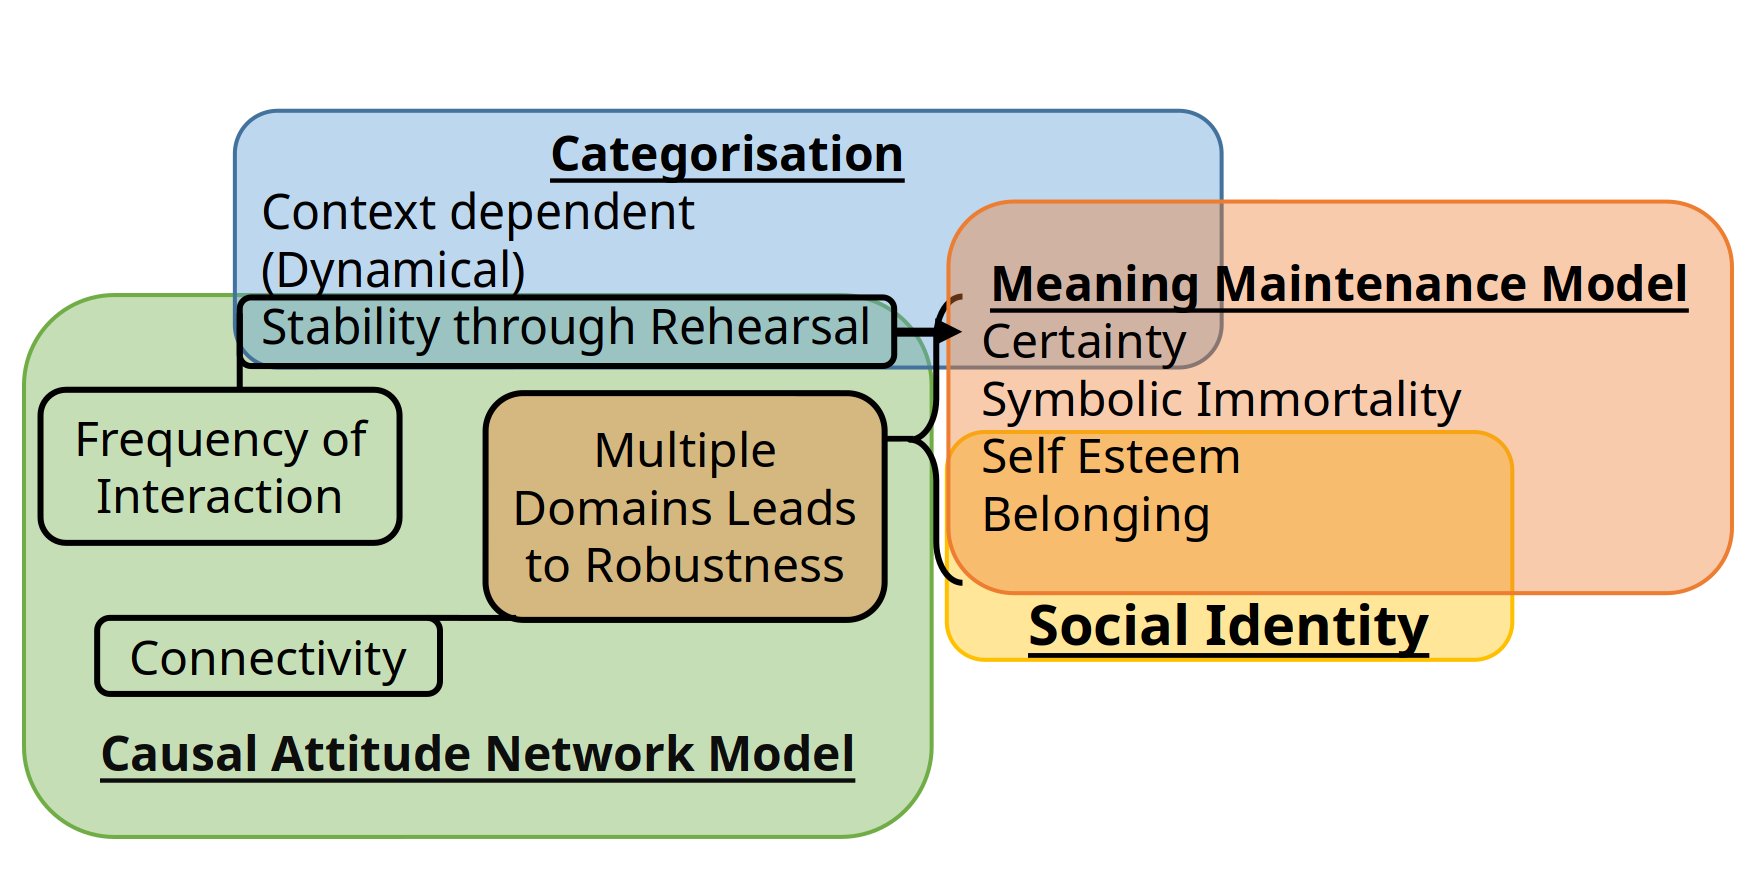 Categorisation
Context dependent
(Dynamical)
Stability through Rehearsal
Meaning Maintenance Model
Certainty
Symbolic Immortality
Self Esteem
Belonging
Social Identity
Frequency of
Interaction
Multiple
Domains Leads
to Robustness
Connectivity
Causal Attitude Network Model